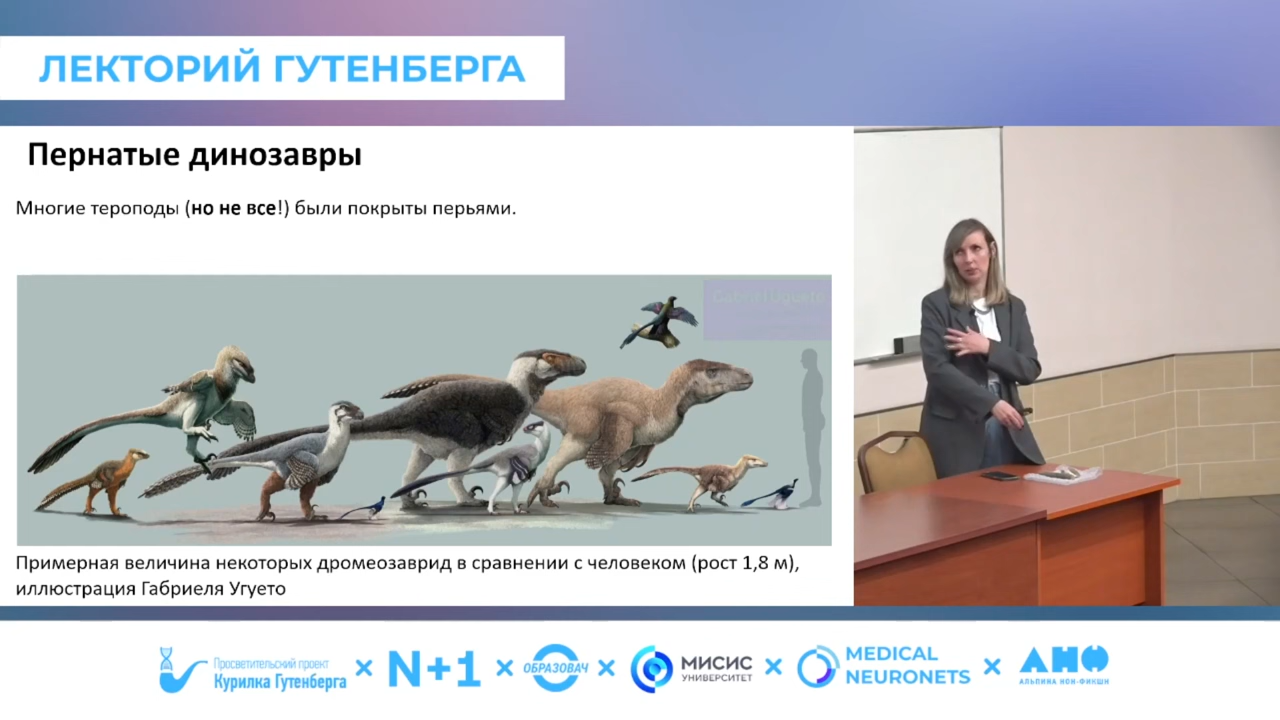 ЛЕКТОРИЙ ГУТЕНБЕРГА
Пернатые динозавры
Многие тероподы (но не все!) были покрыты перьями.
Примерная величина некоторых дромеозаврид в сравнении с человеком (рост 1,8 м),
иллюстрация Габриеля Угуето
Просветительский проект
Курилка Гутенберга
× N+1 ×
ОБРАЗОВАЧ
×
МИСИС
УНИВЕРСИТЕТ
×
MEDICAL
NEURONETS
×
АНФ
АЛЬПИНА НОН-ФИКШН